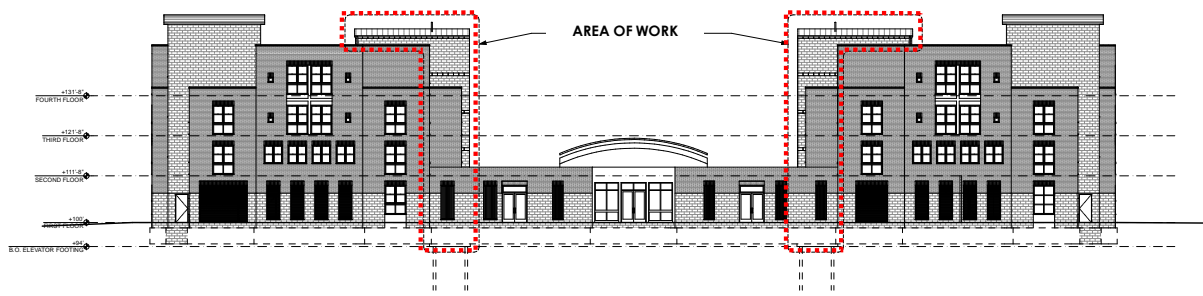 AREA OF WORK
+131'-8"
FOURTH FLOOR
+121'-8"
THIRD FLOOR
+111'-8"
SECOND FLOOR
+100'
FIRST FLOOR
+94'
B.O. ELEVATOR FOOTING